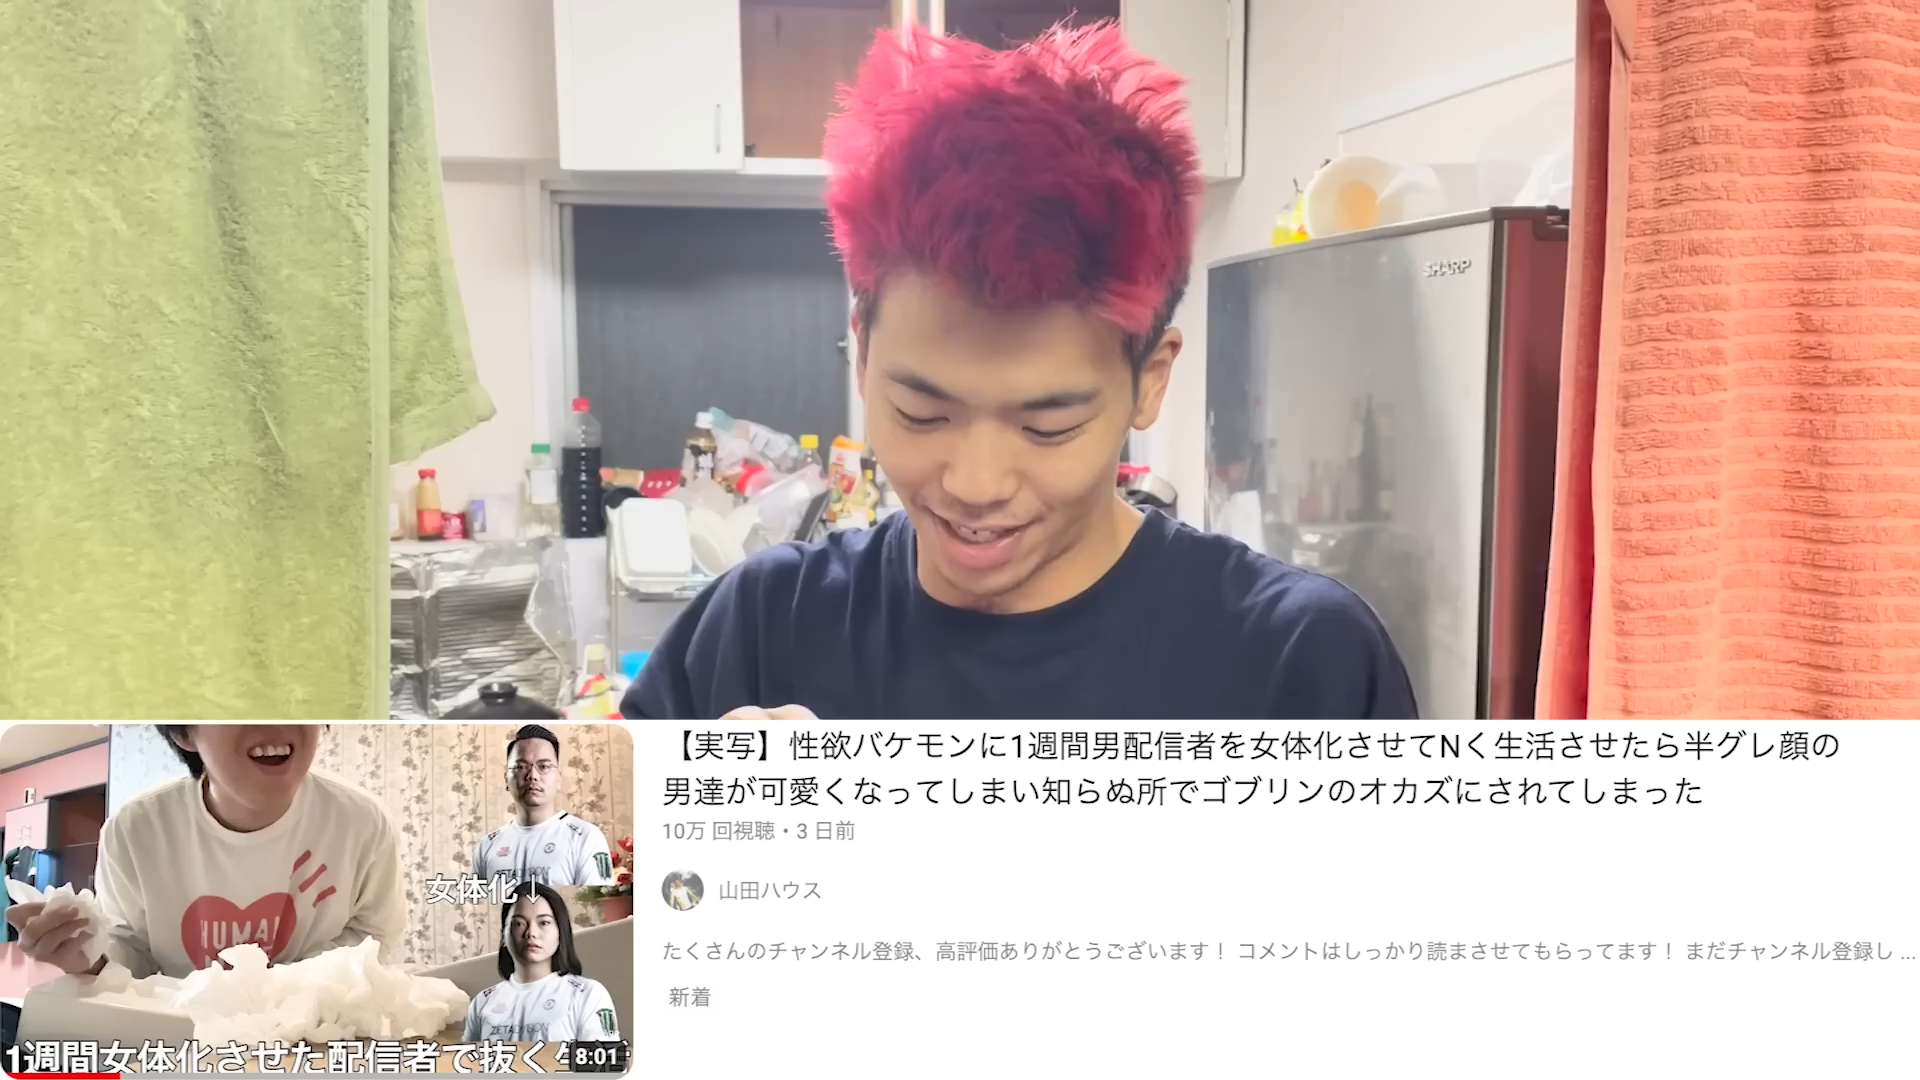 SHARP
【実写】性欲バケモンに1週間男配信者を女体化させてNく生活させたら半グレ顔の
男達が可愛くなってしまい知らぬ所でゴブリンのオカズにされてしまった
10万 回視聴・3 日前
山田ハウス
たくさんのチャンネル登録、高評価ありがとうございます！ コメントはしっかり読まさせてもらってます！ まだチャンネル登録し ...
新着
女体化↓
HUMA
ZETADIVISION
1週間女体化させた配信者で抜く生活
8:01